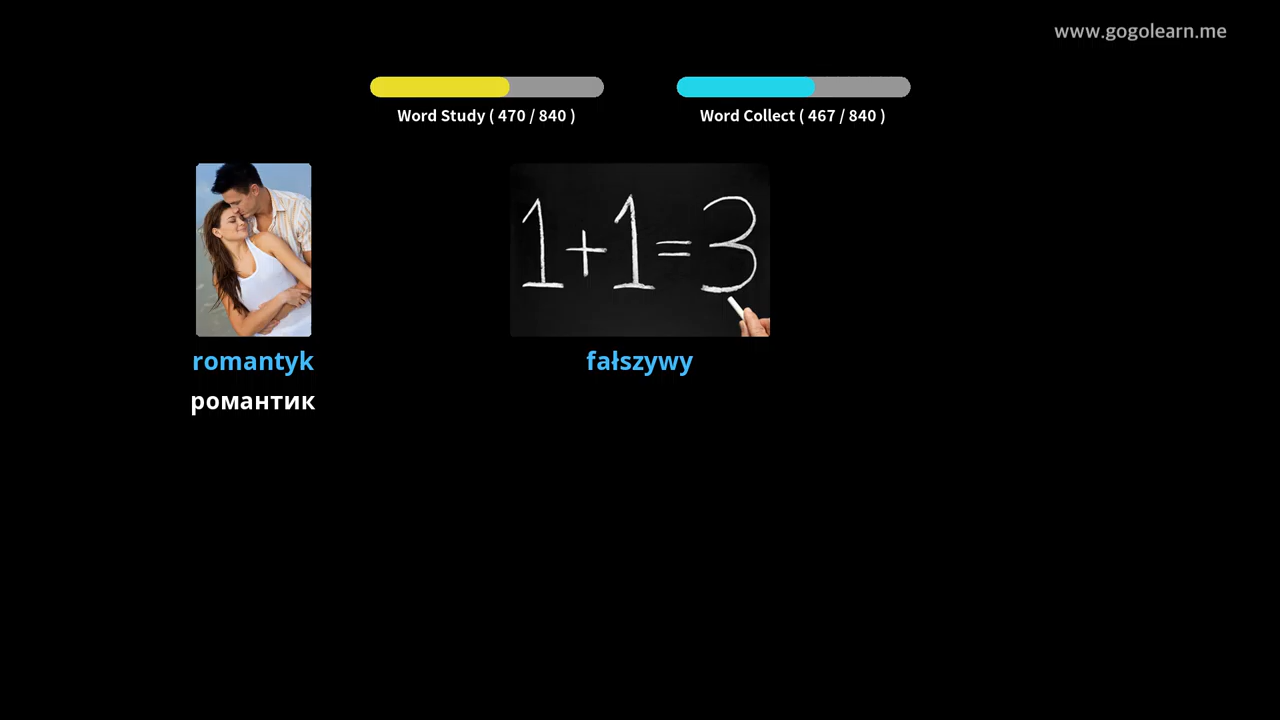 www.gogolearn.me
Word Study ( 470 / 840 )
Word Collect ( 467 / 840 )
1+1=3
romantyk
fałszywy
романтик